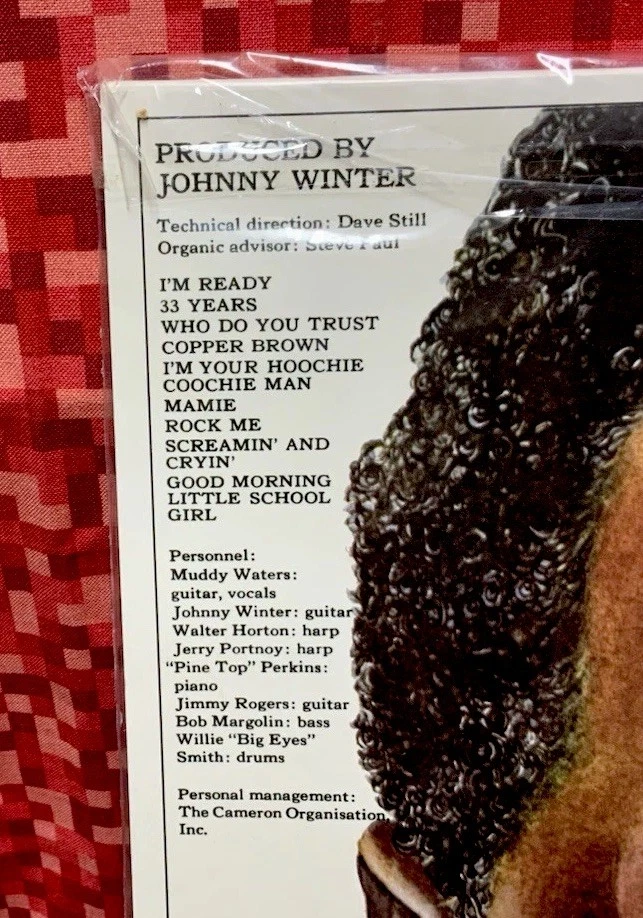 PRODUCED BY
JOHNNY WINTER
Technical direction: Dave Still
Organic advisor: Steve Paul
I'M READY
33 YEARS
WHO DO YOU TRUST
COPPER BROWN
I'M YOUR HOOCHIE
COOCHIE MAN
MAMIE
ROCK ME
SCREAMIN' AND
CRYIN'
GOOD MORNING
LITTLE SCHOOL
GIRL
Personnel:
Muddy Waters:
guitar, vocals
Johnny Winter: guitar
Walter Horton: harp
Jerry Portnoy: harp
“Pine Top” Perkins:
piano
Jimmy Rogers: guitar
Bob Margolin: bass
Willie “Big Eyes”
Smith: drums
Personal management:
The Cameron Organisation,
Inc.